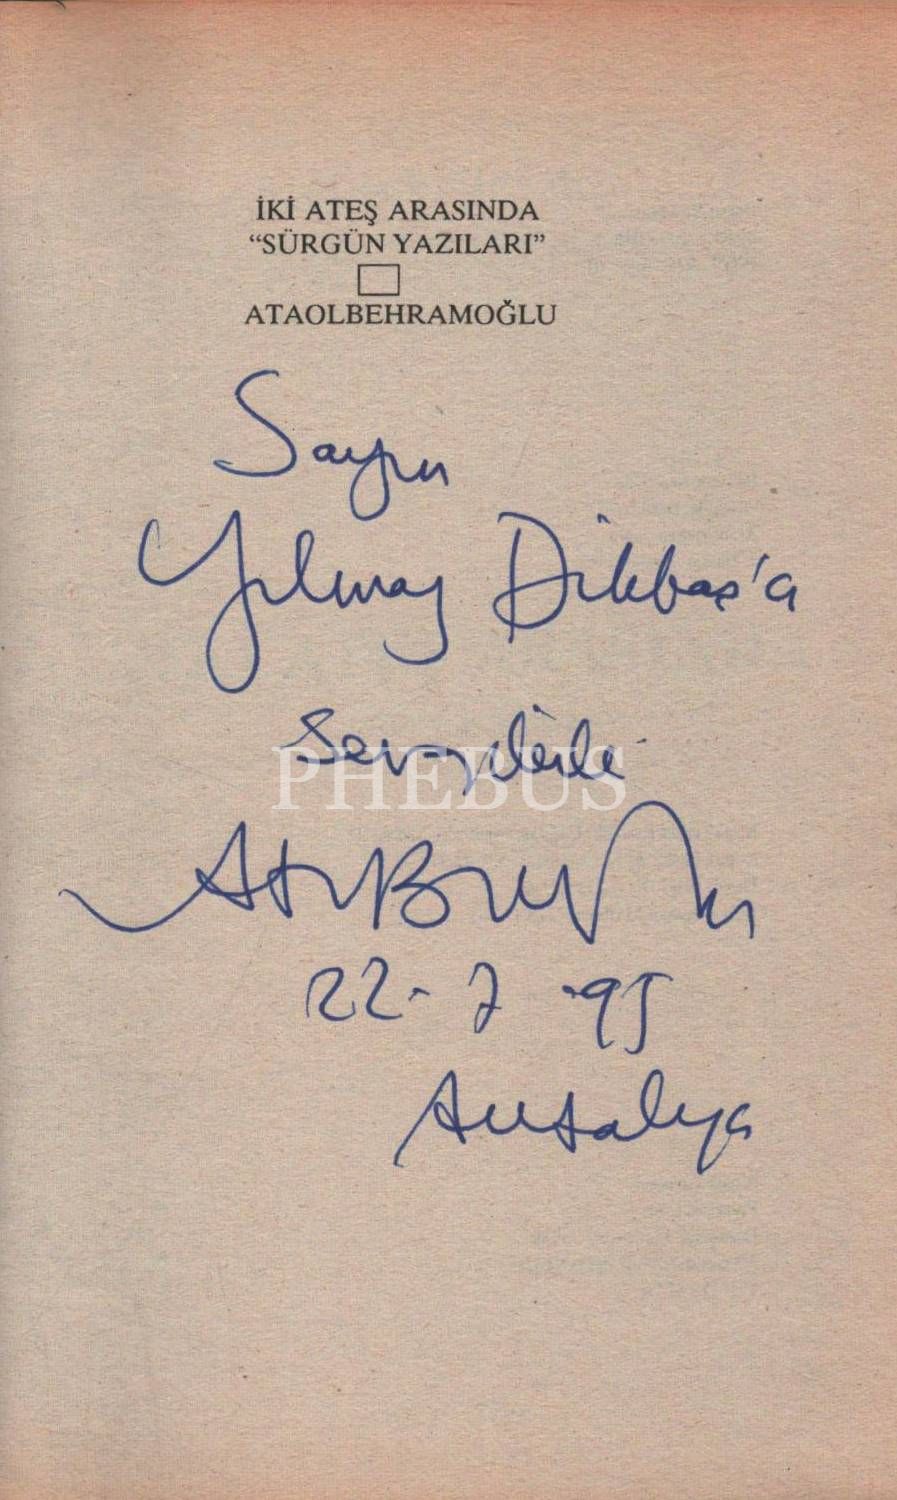 İKİ ATEŞ ARASINDA
“SÜRGÜN YAZILARI”
ATAOLBEHRAMOĞLU
Sayın
Yılmaz Dikbaş'a
Sevgilerle
PHEBUS
22-7-95
Antalya